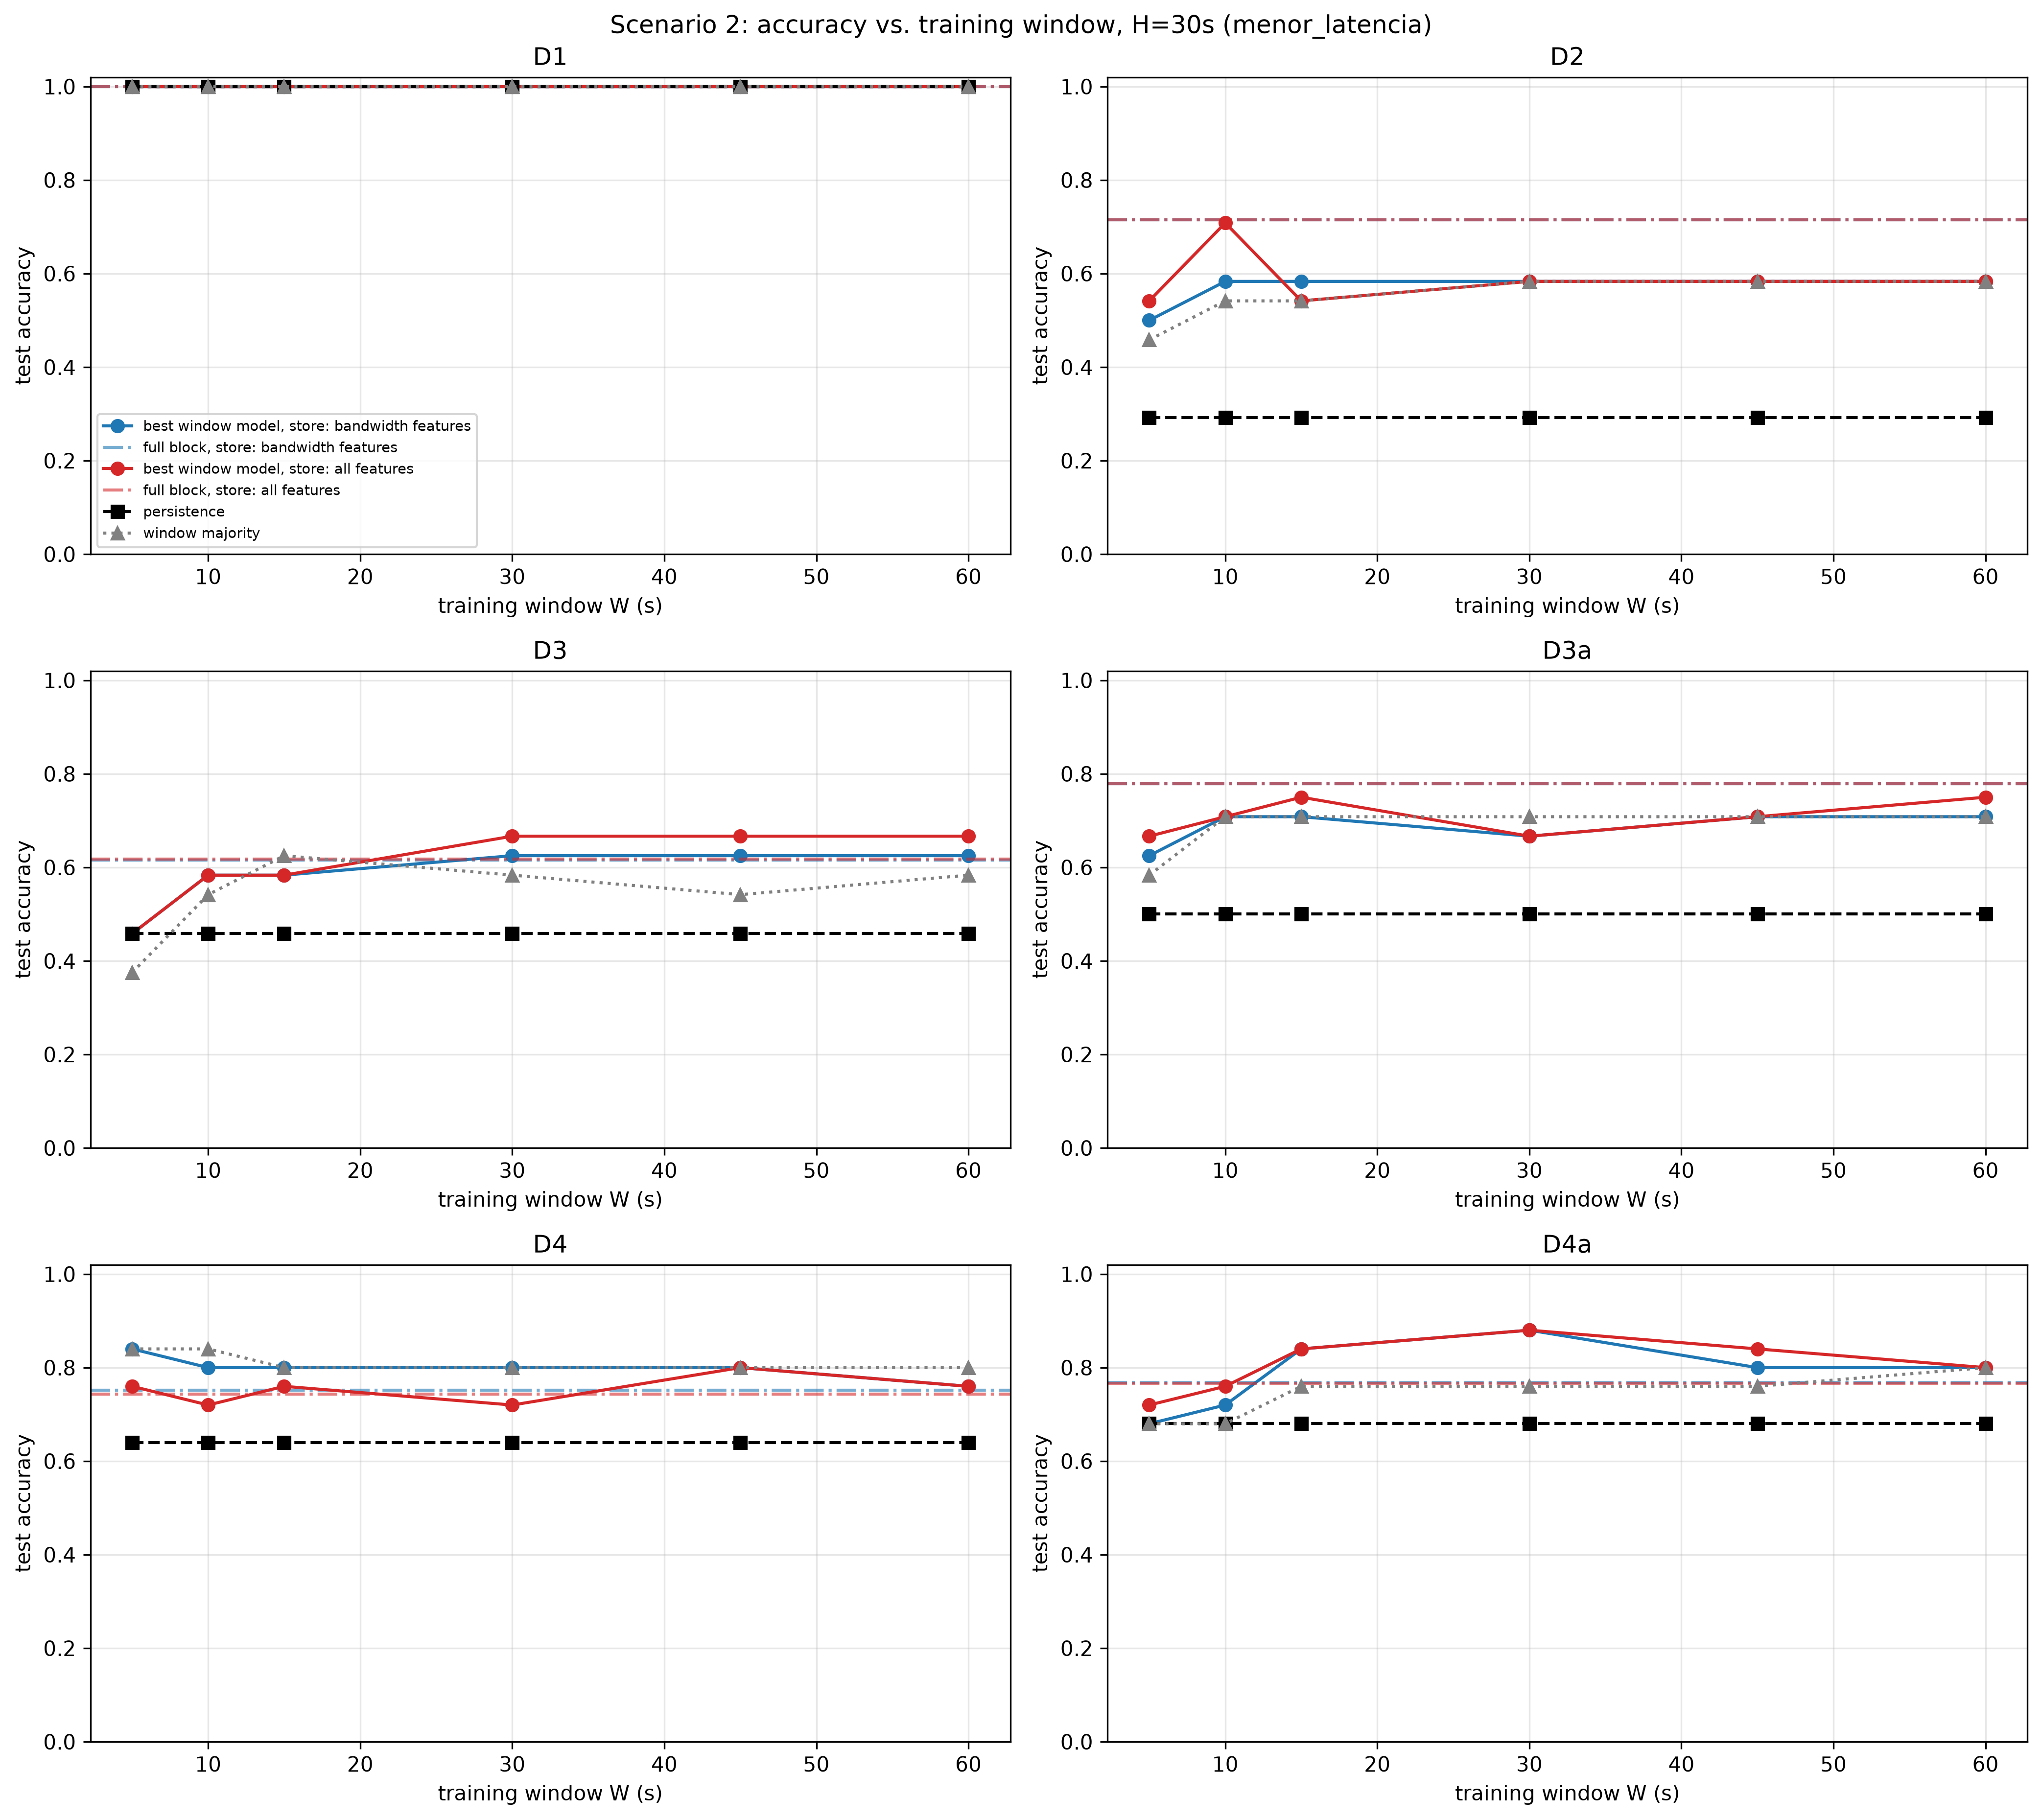 Scenario 2: accuracy vs. training window, H=30s (menor_latencia)
D1
1.0
0.8
0.6
0.4
0.2
0.0
test accuracy
best window model, store: bandwidth features
full block, store: bandwidth features
best window model, store: all features
full block, store: all features
persistence
window majority
10 20 30 40 50 60
training window W (s)
D2
1.0
0.8
0.6
0.4
0.2
0.0
test accuracy
10 20 30 40 50 60
training window W (s)
D3
1.0
0.8
0.6
0.4
0.2
0.0
test accuracy
10 20 30 40 50 60
training window W (s)
D3a
1.0
0.8
0.6
0.4
0.2
0.0
test accuracy
10 20 30 40 50 60
training window W (s)
D4
1.0
0.8
0.6
0.4
0.2
0.0
test accuracy
10 20 30 40 50 60
training window W (s)
D4a
1.0
0.8
0.6
0.4
0.2
0.0
test accuracy
10 20 30 40 50 60
training window W (s)